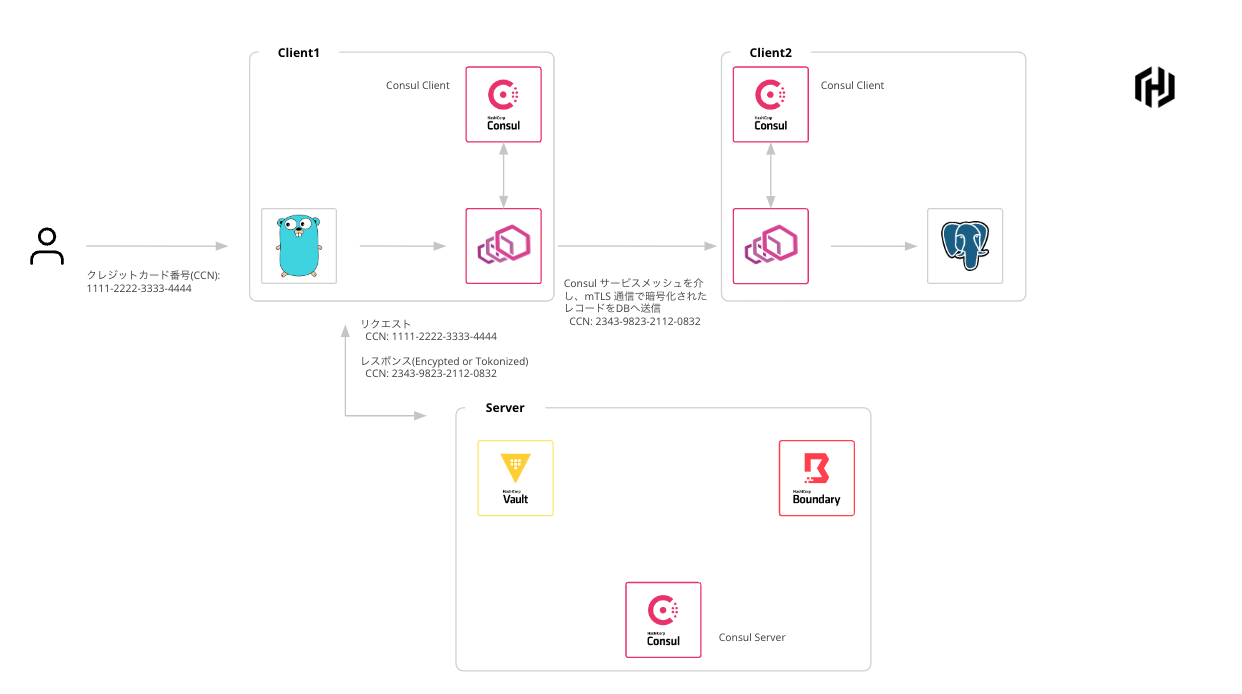 Client1
Client2
Consul Client
HashiCorp
Consul
HashiCorp
Consul
Consul Client
クレジットカード番号(CCN):
1111-2222-3333-4444
Consul サービスメッシュを介
し、mTLS 通信で暗号化された
レコードをDBへ送信
CCN: 2343-9823-2112-0832
リクエスト
CCN: 1111-2222-3333-4444
レスポンス(Encypted or Tokonized)
CCN: 2343-9823-2112-0832
Server
HashiCorp
Vault
HashiCorp
Boundary
HashiCorp
Consul
Consul Server